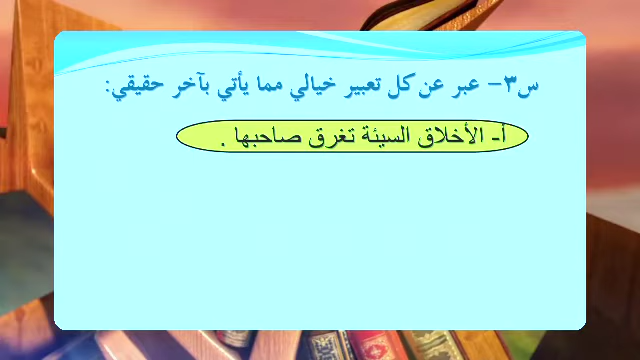 س٣– عبر عن كل تعبير خيالي مما يأتي بآخر حقيقي:
أ- الأخلاق السيئة تغرق صاحبها .